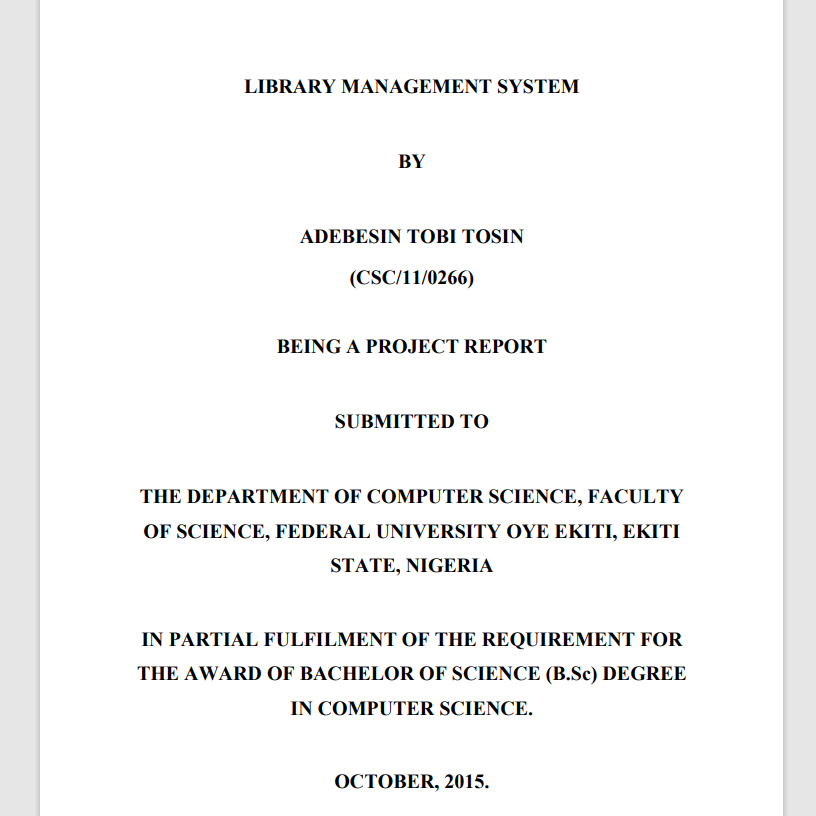 LIBRARY MANAGEMENT SYSTEM
BY
ADEBESIN TOBI TOSIN
(CSC/11/0266)
BEING A PROJECT REPORT
SUBMITTED TO
THE DEPARTMENT OF COMPUTER SCIENCE, FACULTY
OF SCIENCE, FEDERAL UNIVERSITY OYE EKITI, EKITI
STATE, NIGERIA
IN PARTIAL FULFILMENT OF THE REQUIREMENT FOR
THE AWARD OF BACHELOR OF SCIENCE (B.Sc) DEGREE
IN COMPUTER SCIENCE.
OCTOBER, 2015.